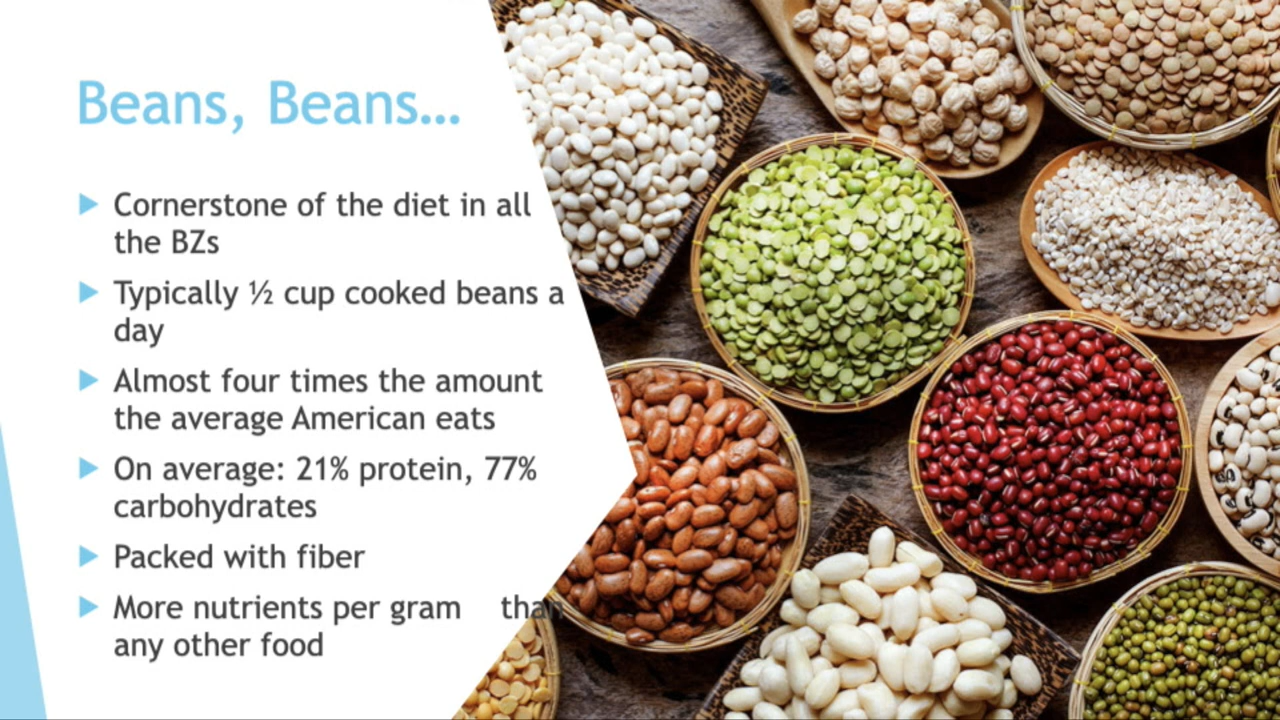 Beans, Beans...
Cornerstone of the diet in all
the BZs
Typically ½ cup cooked beans a
day
Almost four times the amount
the average American eats
On average: 21% protein, 77%
carbohydrates
Packed with fiber
More nutrients per gram than
any other food